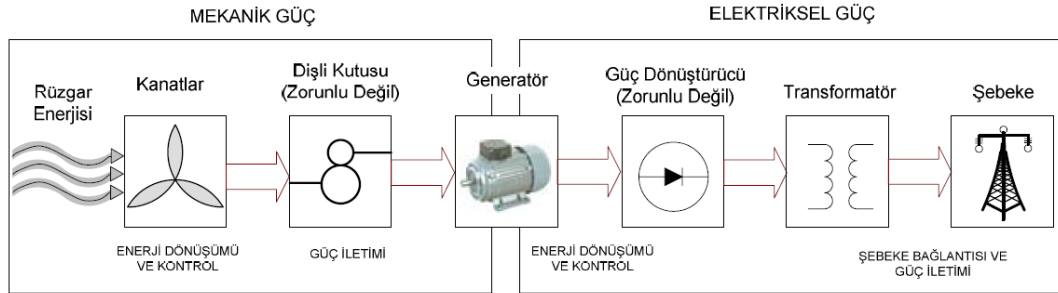 MEKANİK GÜÇ
ELEKTRİKSEL GÜÇ
Rüzgar
Enerjisi
Kanatlar
Dişli Kutusu
(Zorunlu Değil)
Generatör
Güç Dönüştürücü
(Zorunlu Değil)
Transformatör
Şebeke
ENERJİ DÖNÜŞÜMÜ
VE KONTROL
GÜÇ İLETİMİ
ENERJİ DÖNÜŞÜMÜ
VE KONTROL
ŞEBEKE BAĞLANTISI VE
GÜÇ İLETİMİ